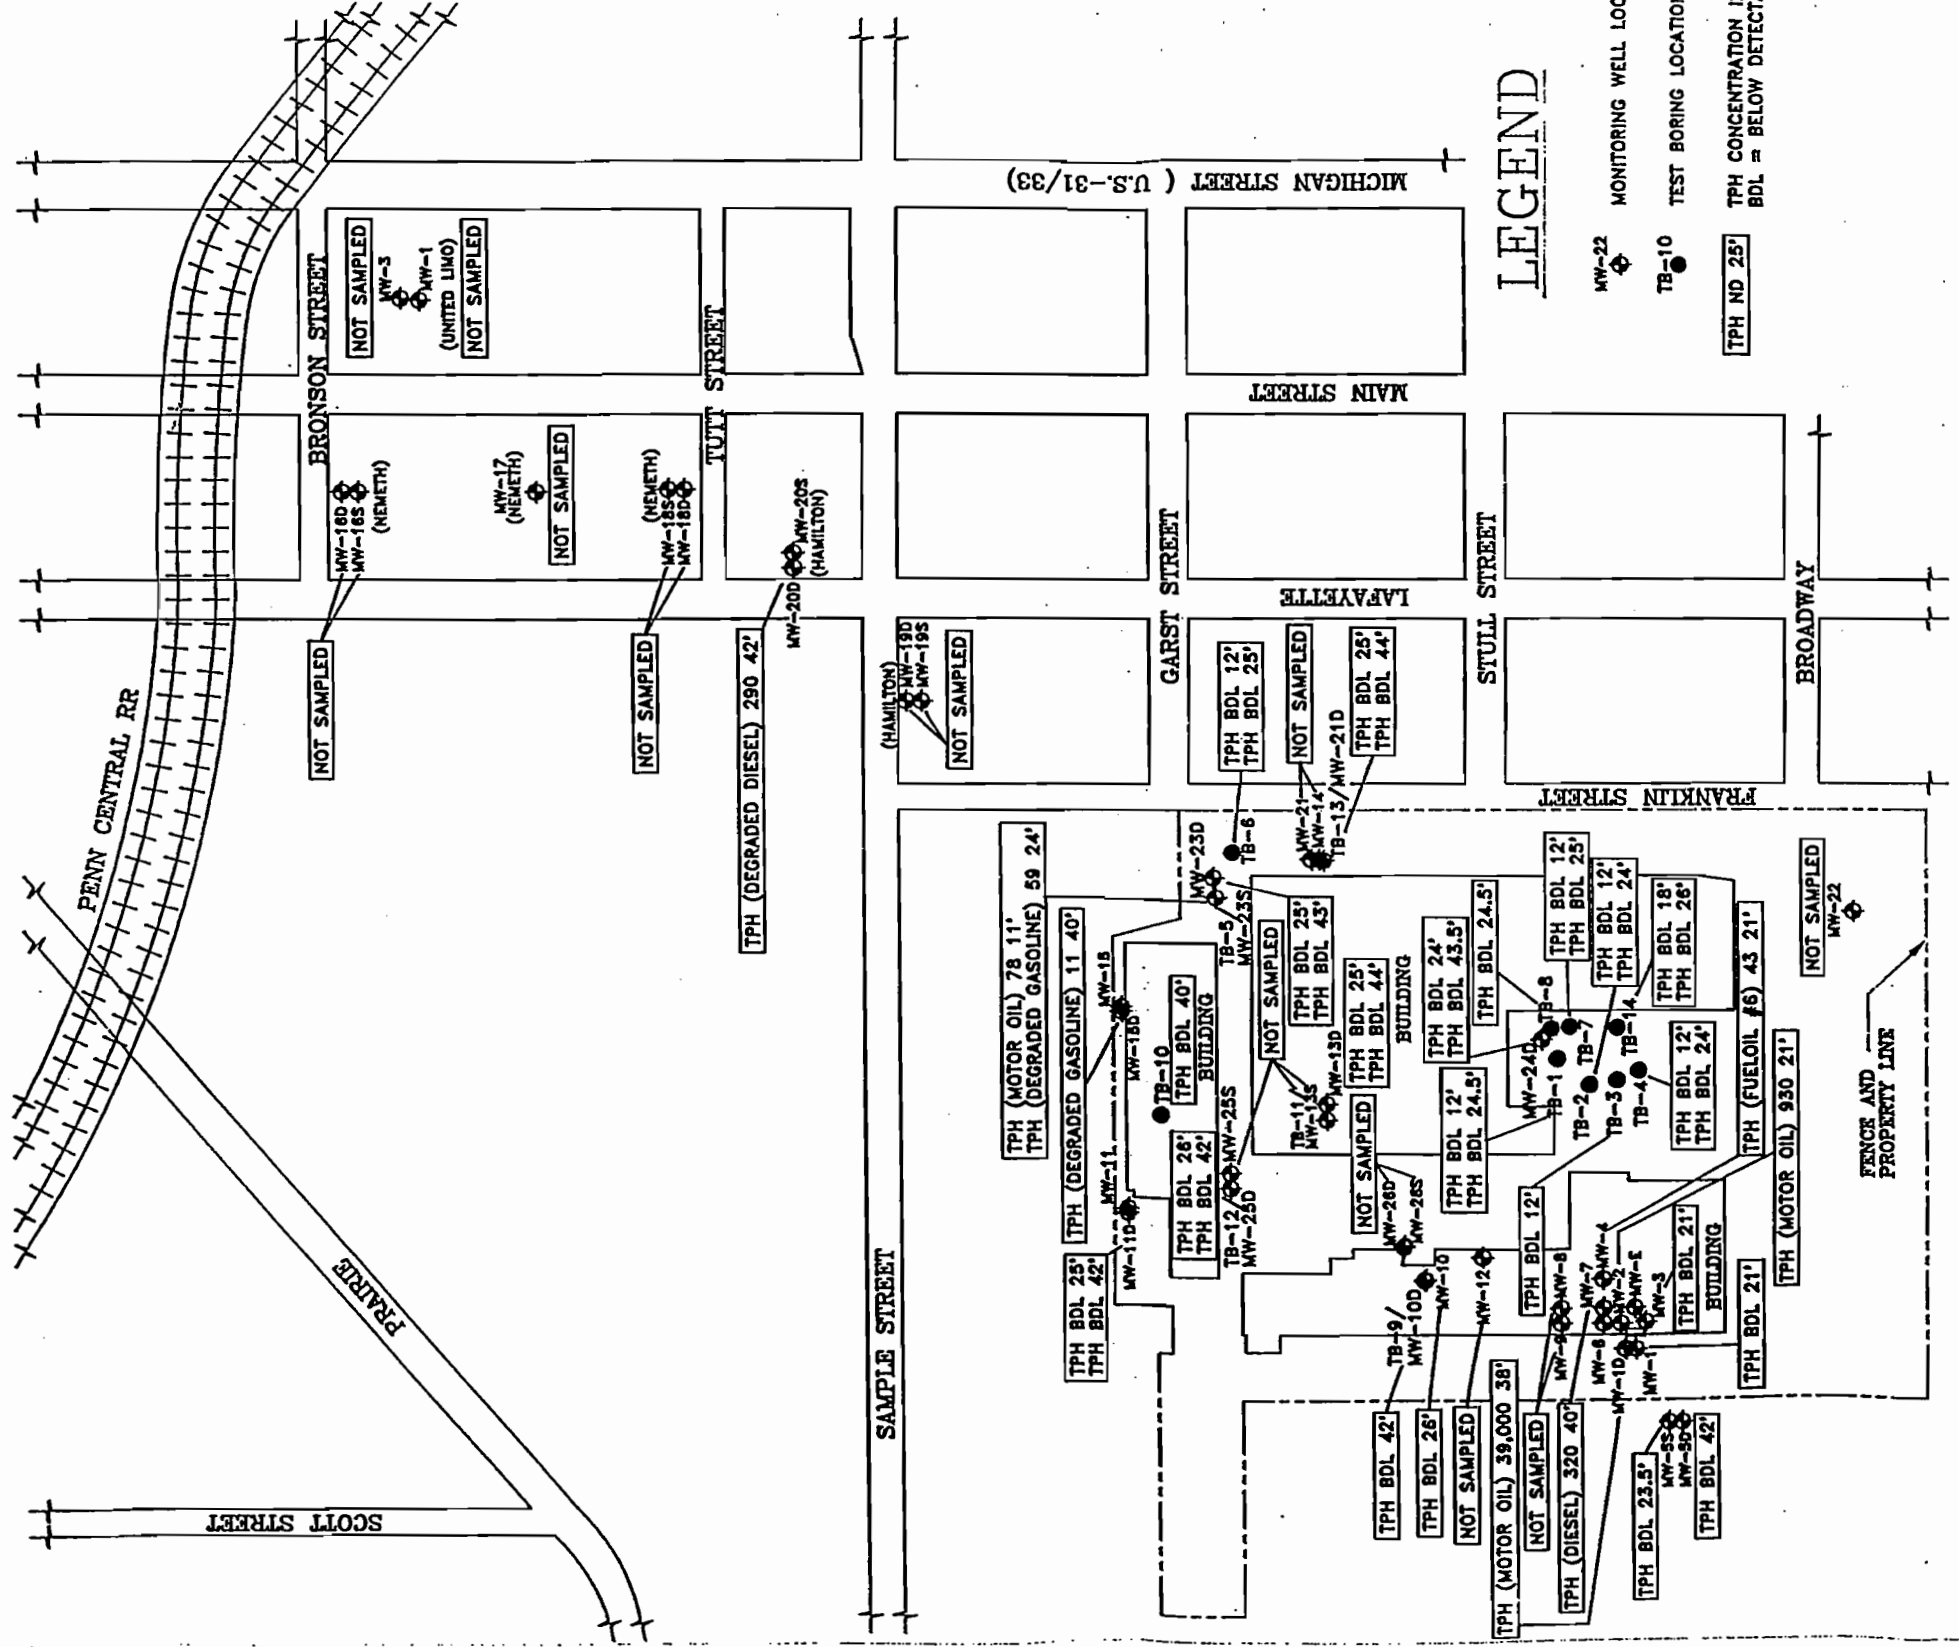 PENN CENTRAL RR
BRONSON STREET
TUTT STREET
MICHIGAN STREET ( U.S.-31/33)
MAIN STREET
LAFAYETTE
FRANKLIN STREET
GARST STREET
STULL STREET
BROADWAY
SAMPLE STREET
PRAIRIE
SCOTT STREET
NOT SAMPLED
MW-3
MW-1
(UNITED LIMO)
NOT SAMPLED
MW-16D
MW-16S
(NEMETH)
NOT SAMPLED
MW-17
(NEMETH)
NOT SAMPLED
(NEMETH)
MW-18S
MW-18D
NOT SAMPLED
MW-20D
MW-20S
(HAMILTON)
TPH (DEGRADED DIESEL) 290 42'
(HAMILTON)
MW-19D
MW-19S
NOT SAMPLED
TPH BDL 12'
TPH BDL 25'
TB-6
NOT SAMPLED
MW-21
MW-14
TB-13/MW-21D
TPH BDL 25'
TPH BDL 44'
TPH (MOTOR OIL) 78 11'
TPH (DEGRADED GASOLINE) 59 24'
MW-23D
TB-5
MW-23S
TPH BDL 25'
TPH BDL 43'
TPH (DEGRADED GASOLINE) 11 40'
MW-15
MW-15D
TB-10
TPH BDL 40'
BUILDING
MW-11
MW-11D
TPH BDL 25'
TPH BDL 42'
TPH BDL 26'
TPH BDL 42'
TB-12/
MW-25D
MW-25S
NOT SAMPLED
TB-11
MW-13S
MW-13D
TPH BDL 25'
TPH BDL 44'
BUILDING
NOT SAMPLED
MW-26D
MW-26S
TPH BDL 24'
TPH BDL 43.5'
TPH BDL 24.5'
TB-8
MW-24D
TB-1
TPH BDL 12'
TPH BDL 24.5'
TPH BDL 12'
TPH BDL 25'
TB-7
TPH BDL 12'
TPH BDL 24'
TB-2
TPH BDL 18'
TPH BDL 26'
TB-14
TB-3
TB-4
TPH BDL 12'
TPH BDL 24'
TPH BDL 12'
TPH (FUELOIL #6) 43 21'
TPH (MOTOR OIL) 930 21'
NOT SAMPLED
MW-22
FENCE AND
PROPERTY LINE
TB-9/
MW-10D
MW-10
MW-12
MW-8
MW-9
MW-7
MW-4
MW-2
MW-E
MW-3
MW-6
MW-1D
MW-1
TPH BDL 21'
BUILDING
TPH BDL 21'
TPH BDL 42'
TPH BDL 26'
NOT SAMPLED
TPH (MOTOR OIL) 39,000 38'
NOT SAMPLED
TPH (DIESEL) 320 40'
TPH BDL 23.5'
MW-5S
MW-5D
TPH BDL 42'
LEGEND
MW-22
MONITORING WELL LOC
TB-10
TEST BORING LOCATION
TPH ND 25'
TPH CONCENTRATION
BDL = BELOW DETECT